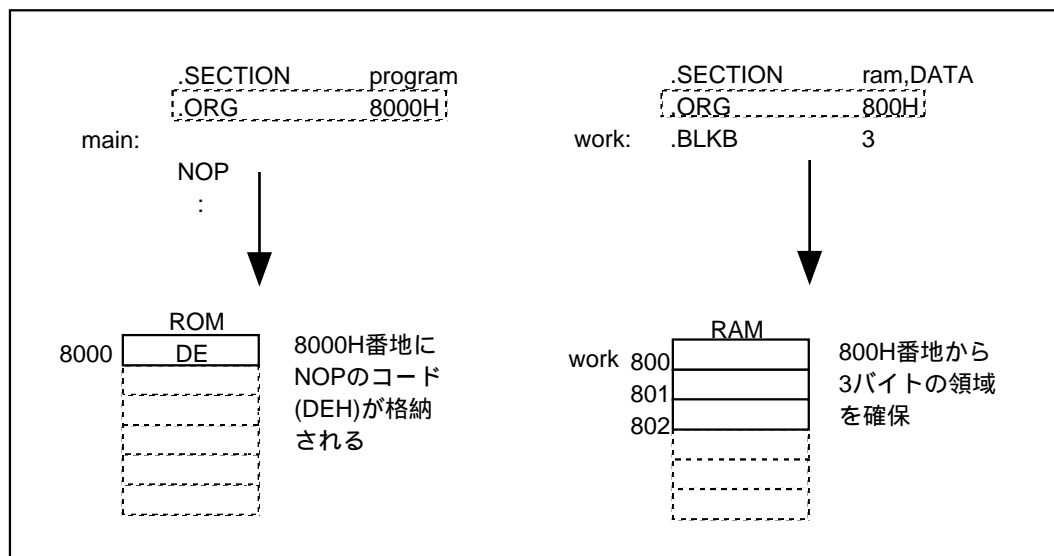 .SECTION program
.ORG 8000H
main:
NOP
:
ROM
8000 DE
8000H番地に
NOPのコード
(DEH)が格納
される
.SECTION ram,DATA
.ORG 800H
work: .BLKB 3
RAM
work 800
801
802
800H番地から
3バイトの領域
を確保